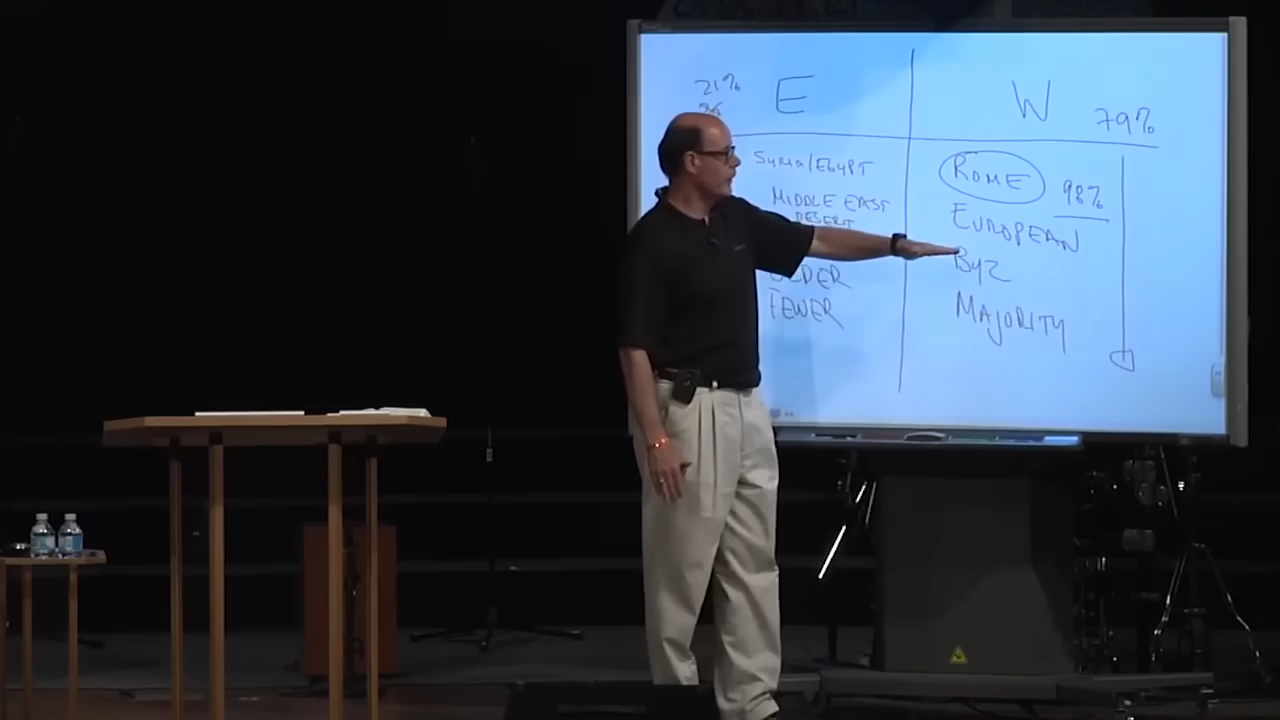 21%
E
W
79%
Syria/Egypt
Rome
Middle East
98%
Desert
European
Byz
Older
Fewer
Majority